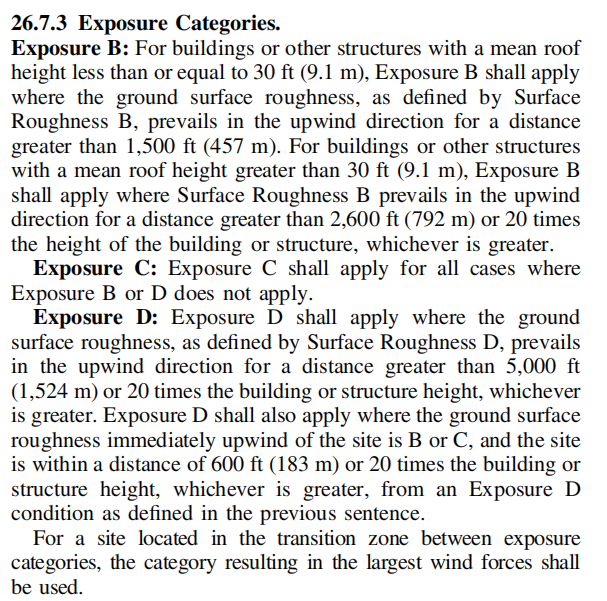 26.7.3 Exposure Categories.
Exposure B: For buildings or other structures with a mean roof
height less than or equal to 30 ft (9.1 m), Exposure B shall apply
where the ground surface roughness, as defined by Surface
Roughness B, prevails in the upwind direction for a distance
greater than 1,500 ft (457 m). For buildings or other structures
with a mean roof height greater than 30 ft (9.1 m), Exposure B
shall apply where Surface Roughness B prevails in the upwind
direction for a distance greater than 2,600 ft (792 m) or 20 times
the height of the building or structure, whichever is greater.
Exposure C: Exposure C shall apply for all cases where
Exposure B or D does not apply.
Exposure D: Exposure D shall apply where the ground
surface roughness, as defined by Surface Roughness D, prevails
in the upwind direction for a distance greater than 5,000 ft
(1,524 m) or 20 times the building or structure height, whichever
is greater. Exposure D shall also apply where the ground surface
roughness immediately upwind of the site is B or C, and the site
is within a distance of 600 ft (183 m) or 20 times the building or
structure height, whichever is greater, from an Exposure D
condition as defined in the previous sentence.
For a site located in the transition zone between exposure
categories, the category resulting in the largest wind forces shall
be used.